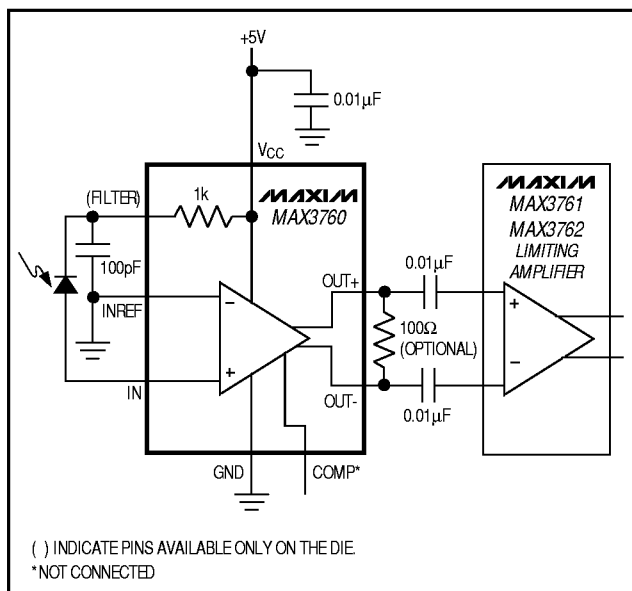 +5V
0.01µF
VCC
(FILTER)
1k
MAXIM
MAX3760
100pF
INREF
IN
OUT+
OUT-
−
+
GND
COMP*
0.01µF
100Ω
(OPTIONAL)
0.01µF
MAXIM
MAX3761
MAX3762
LIMITING
AMPLIFIER
+
−
( ) INDICATE PINS AVAILABLE ONLY ON THE DIE.
*NOT CONNECTED